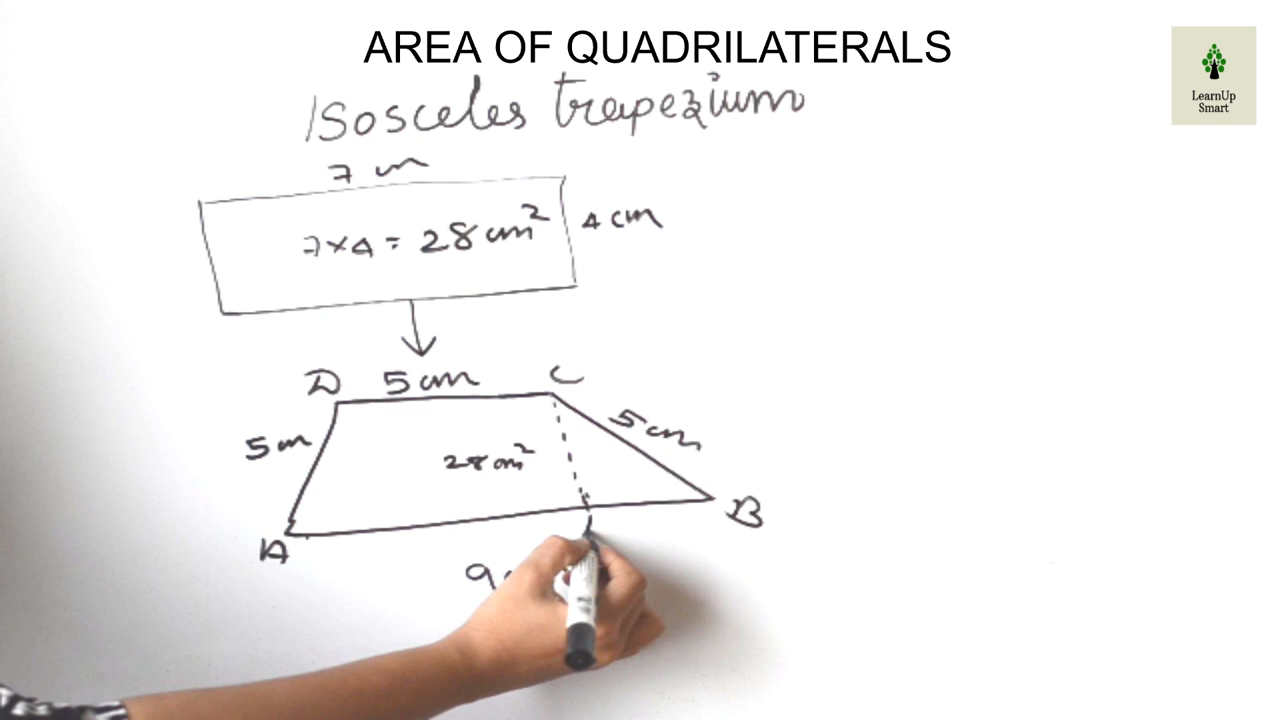 AREA OF QUADRILATERALS
LearnUp
Smart
Isosceles trapezium
7 cm
7×4 = 28 cm²
4 cm
D
5 cm
C
5 cm
5 cm
28 cm²
A
B
9